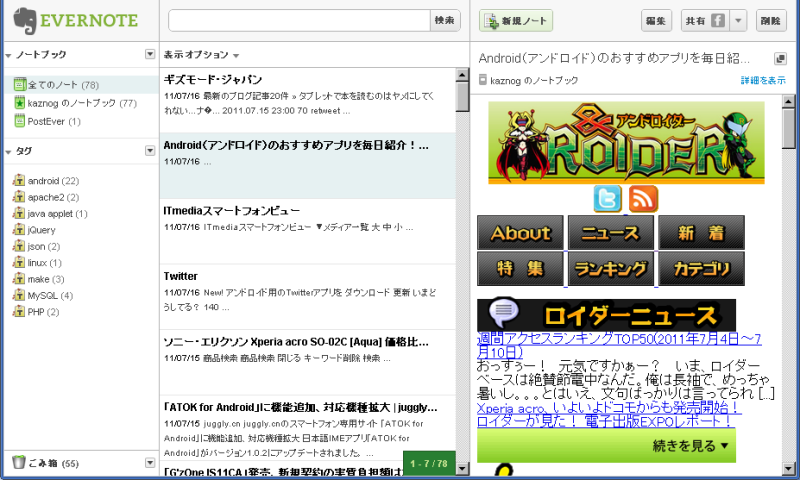 EVERNOTE
検索
新規ノート
編集
共有
削除
ノートブック
全てのノート (78)
kaznog のノートブック (77)
PostEver (1)
タグ
android (22)
apache2 (2)
java applet (1)
jQuery
json (2)
linux (1)
make (3)
MySQL (4)
PHP (2)
ごみ箱 (55)
表示オプション
ギズモード・ジャパン
11/07/16 最新のブログ記事20件 » タブレットで本を読むのはヤメにしてく
れない...ナ�... 2011.07.15 23:00 70 retweet ...
Android(アンドロイド)のおすすめアプリを毎日紹介！...
11/07/16 ...
ITmediaスマートフォンビュー
11/07/16 ITmediaスマートフォンビュー ▼メディア一覧 大 中 小 ...
Twitter
11/07/16 New! アンドロイド用のTwitterアプリを ダウンロード 更新 いまど
うしてる？ 140 ...
ソニー・エリクソン Xperia acro SO-02C [Aqua] 価格比...
11/07/15 商品検索 商品検索 閉じる キーワード削除 検索 ...
「ATOK for Android」に機能追加、対応機種拡大 | juggly...
11/07/15 juggly.cn juggly.cnのスマートフォン専用サイト 「ATOK for
Android」に機能追加、対応機種拡大 日本語IMEアプリ「ATOK for
Android」がバージョン1.0.2にアップデートされました。 ...
「G'zOne IS11CA」発売、新規契約の実質負担額は
1 - 7 / 78
Android(アンドロイド)のおすすめアプリを毎日紹...
kaznog のノートブック
詳細を表示
アンドロイダー
&ROIDER
About
ニュース
新 着
特 集
ランキング
カテゴリ
ロイダーニュース
週間アクセスランキングTOP50(2011年7月4日～7
月10日)
おっすぅー！ 元気ですかぁー？ いま、ロイダー
ベースは絶賛節電中なんだ。俺は長袖で、めっちゃ
暑いし。。。とはいえ、文句ばっかりは言ってられ [...]
Xperia acro、いよいよドコモからも発売開始！
ロイダーが見た！ 電子出版EXPOレポート！
続きを見る▼